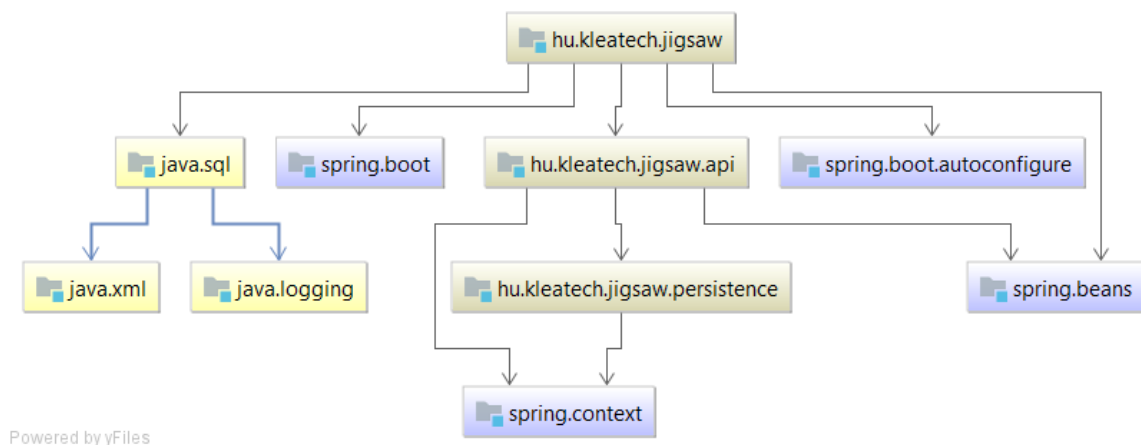 hu.kleatech.jigsaw
java.sql
spring.boot
hu.kleatech.jigsaw.api
spring.boot.autoconfigure
java.xml
java.logging
hu.kleatech.jigsaw.persistence
spring.beans
spring.context
Powered by yFiles